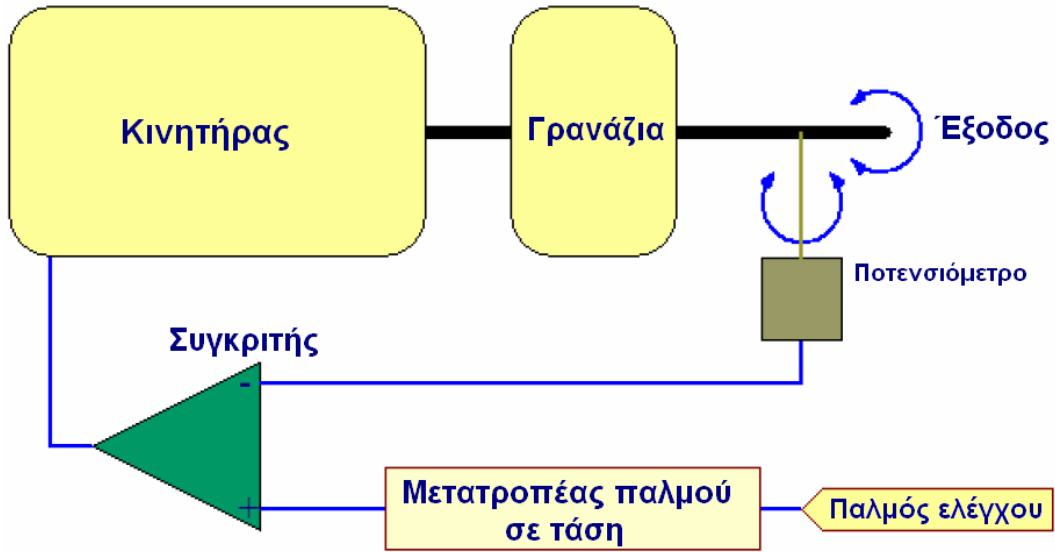 Κινητήρας
Γρανάζια
Έξοδος
Ποτενσιόμετρο
Συγκριτής
-
+
Μετατροπέας παλμού
σε τάση
Παλμός ελέγχου